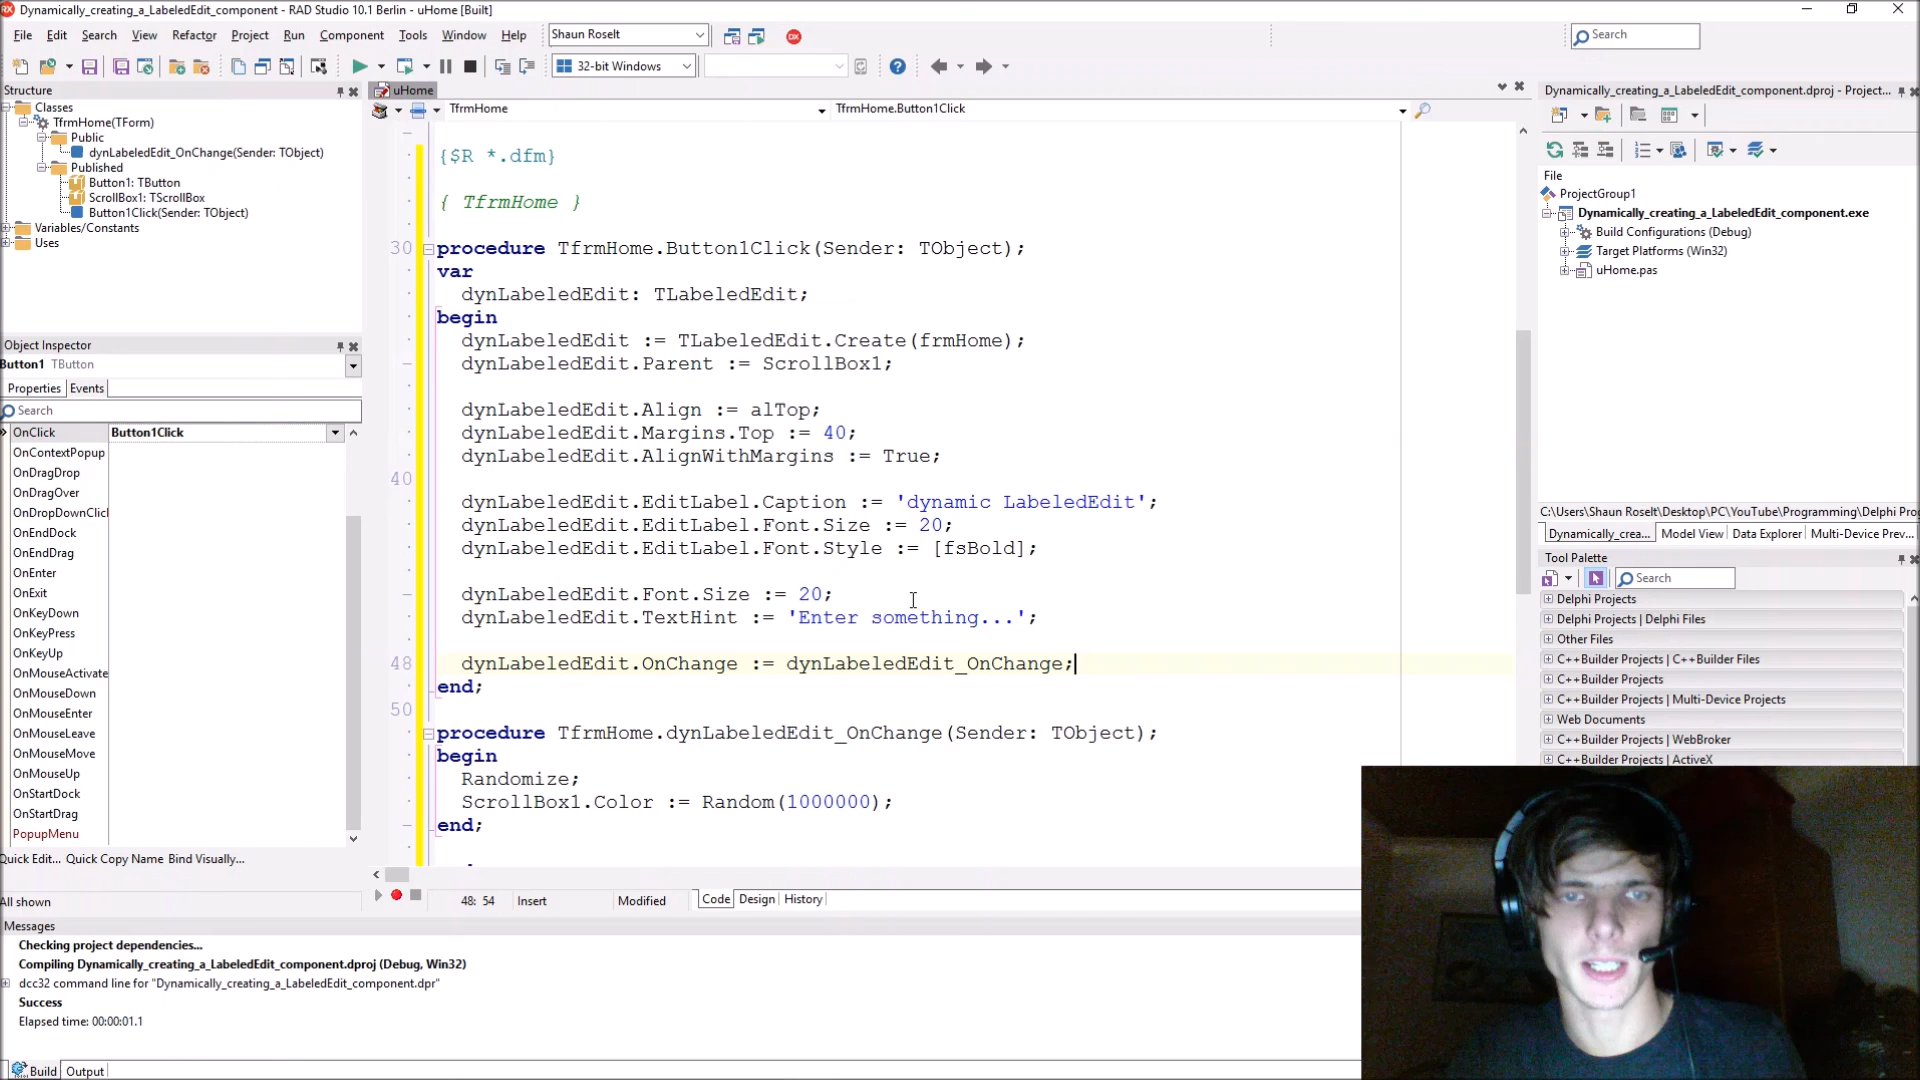 Dynamically_creating_a_LabeledEdit_component - RAD Studio 10.1 Berlin - uHome [Built]
File Edit Search View Refactor Project Run Component Tools Window Help
Shaun Roselt
Search
32-bit Windows
Structure
Classes
TfrmHome(TForm)
Public
dynLabeledEdit_OnChange(Sender: TObject)
Published
Button1: TButton
ScrollBox1: TScrollBox
Button1Click(Sender: TObject)
Variables/Constants
Uses
Object Inspector
Button1 TButton
Properties Events
Search
OnClick Button1Click
OnContextPopup
OnDragDrop
OnDragOver
OnDropDownClic
OnEndDock
OnEndDrag
OnEnter
OnExit
OnKeyDown
OnKeyPress
OnKeyUp
OnMouseActivate
OnMouseDown
OnMouseEnter
OnMouseLeave
OnMouseMove
OnMouseUp
OnStartDock
OnStartDrag
PopupMenu
Quick Edit... Quick Copy Name Bind Visually...
All shown
uHome
TfrmHome TfrmHome.Button1Click
{$R *.dfm}
{ TfrmHome }
30 procedure TfrmHome.Button1Click(Sender: TObject);
var
dynLabeledEdit: TLabeledEdit;
begin
dynLabeledEdit := TLabeledEdit.Create(frmHome);
dynLabeledEdit.Parent := ScrollBox1;
dynLabeledEdit.Align := alTop;
dynLabeledEdit.Margins.Top := 40;
dynLabeledEdit.AlignWithMargins := True;
40
dynLabeledEdit.EditLabel.Caption := 'dynamic LabeledEdit';
dynLabeledEdit.EditLabel.Font.Size := 20;
dynLabeledEdit.EditLabel.Font.Style := [fsBold];
dynLabeledEdit.Font.Size := 20;
dynLabeledEdit.TextHint := 'Enter something...';
48 dynLabeledEdit.OnChange := dynLabeledEdit_OnChange;
end;
50
procedure TfrmHome.dynLabeledEdit_OnChange(Sender: TObject);
begin
Randomize;
ScrollBox1.Color := Random(1000000);
end;
48: 54 Insert Modified Code Design History
Messages
Checking project dependencies...
Compiling Dynamically_creating_a_LabeledEdit_component.dproj (Debug, Win32)
dcc32 command line for "Dynamically_creating_a_LabeledEdit_component.dpr"
Success
Elapsed time: 00:00:01.1
Build Output
Dynamically_creating_a_LabeledEdit_component.dproj - Project...
File
ProjectGroup1
Dynamically_creating_a_LabeledEdit_component.exe
Build Configurations (Debug)
Target Platforms (Win32)
uHome.pas
C:\Users\Shaun Roselt\Desktop\PC\YouTube\Programming\Delphi Pro
Dynamically_crea... Model View Data Explorer Multi-Device Prev...
Tool Palette
Search
Delphi Projects
Delphi Projects | Delphi Files
Other Files
C++Builder Projects | C++Builder Files
C++Builder Projects
C++Builder Projects | Multi-Device Projects
Web Documents
C++Builder Projects | WebBroker
C++Builder Projects | ActiveX